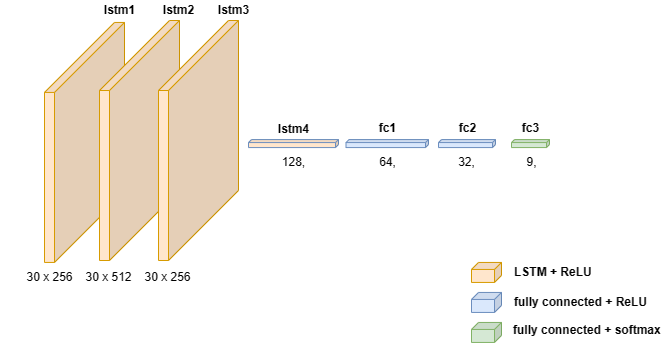 lstm1 lstm2 lstm3
lstm4 fc1 fc2 fc3
128, 64, 32, 9,
30 x 256 30 x 512 30 x 256
LSTM + ReLU
fully connected + ReLU
fully connected + softmax